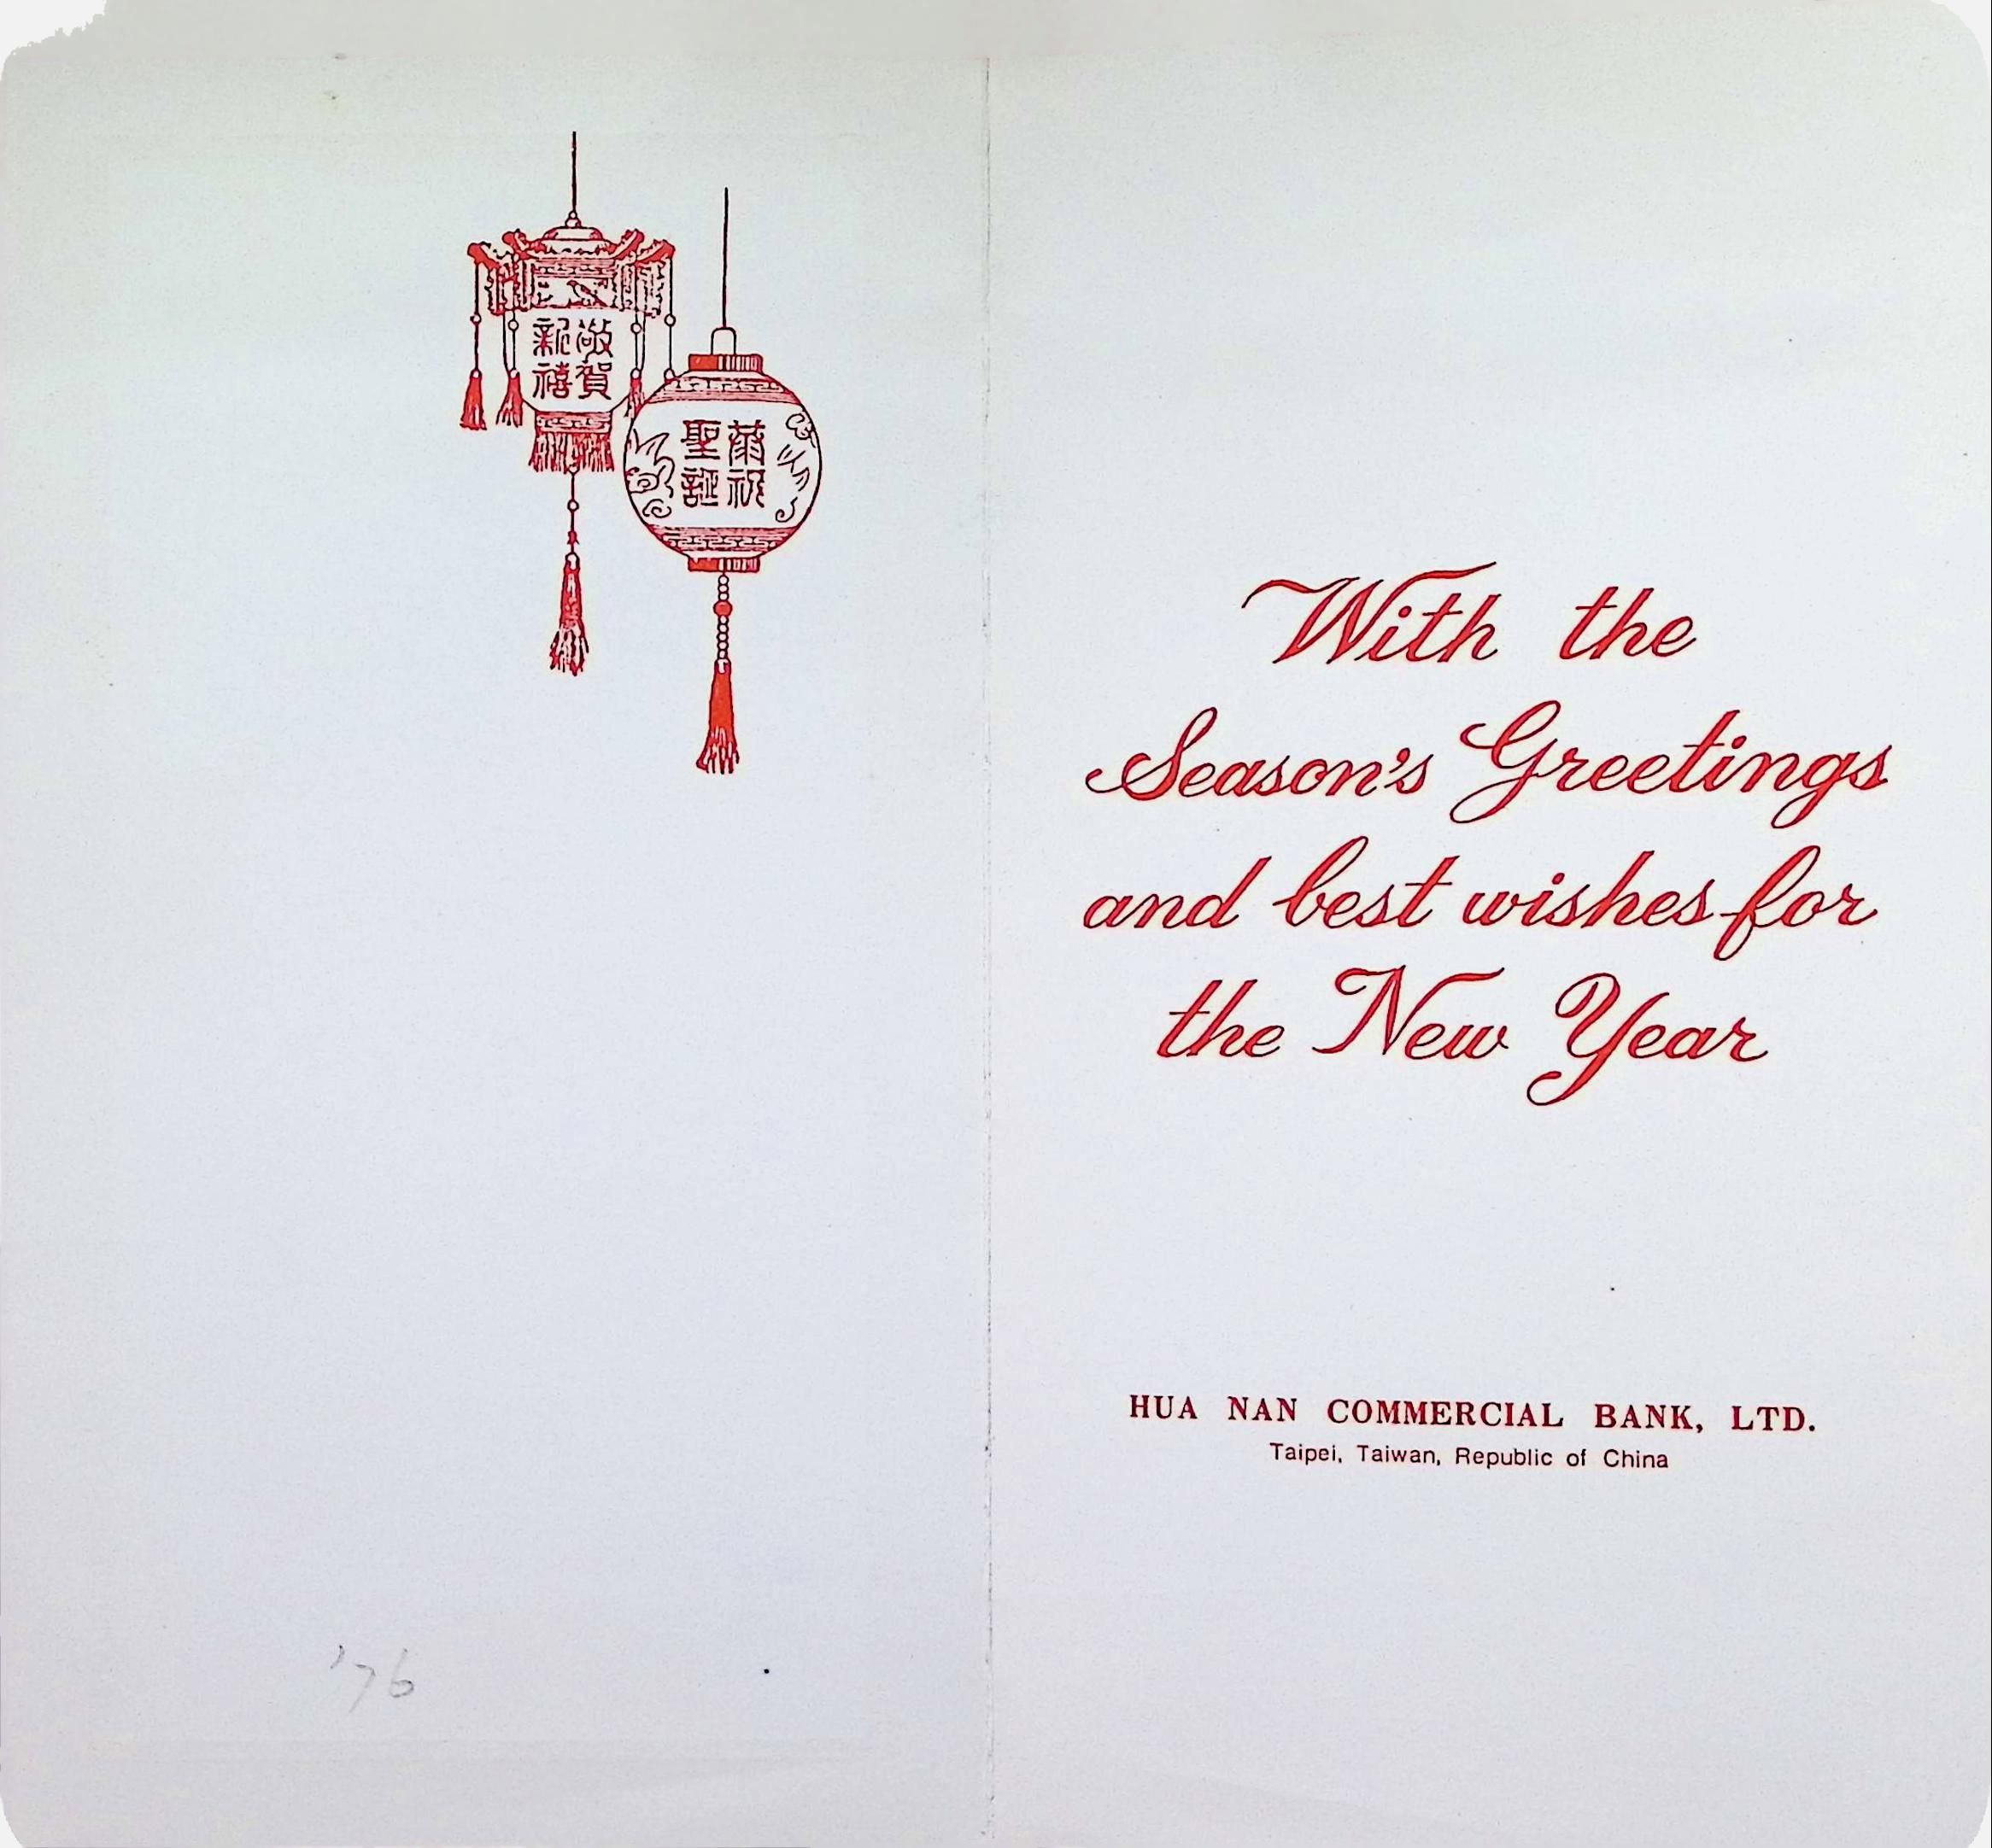 敬賀
新禧
恭祝
聖誕
'76
With the
Season's Greetings
and best wishes for
the New Year
HUA NAN COMMERCIAL BANK, LTD.
Taipei, Taiwan, Republic of China